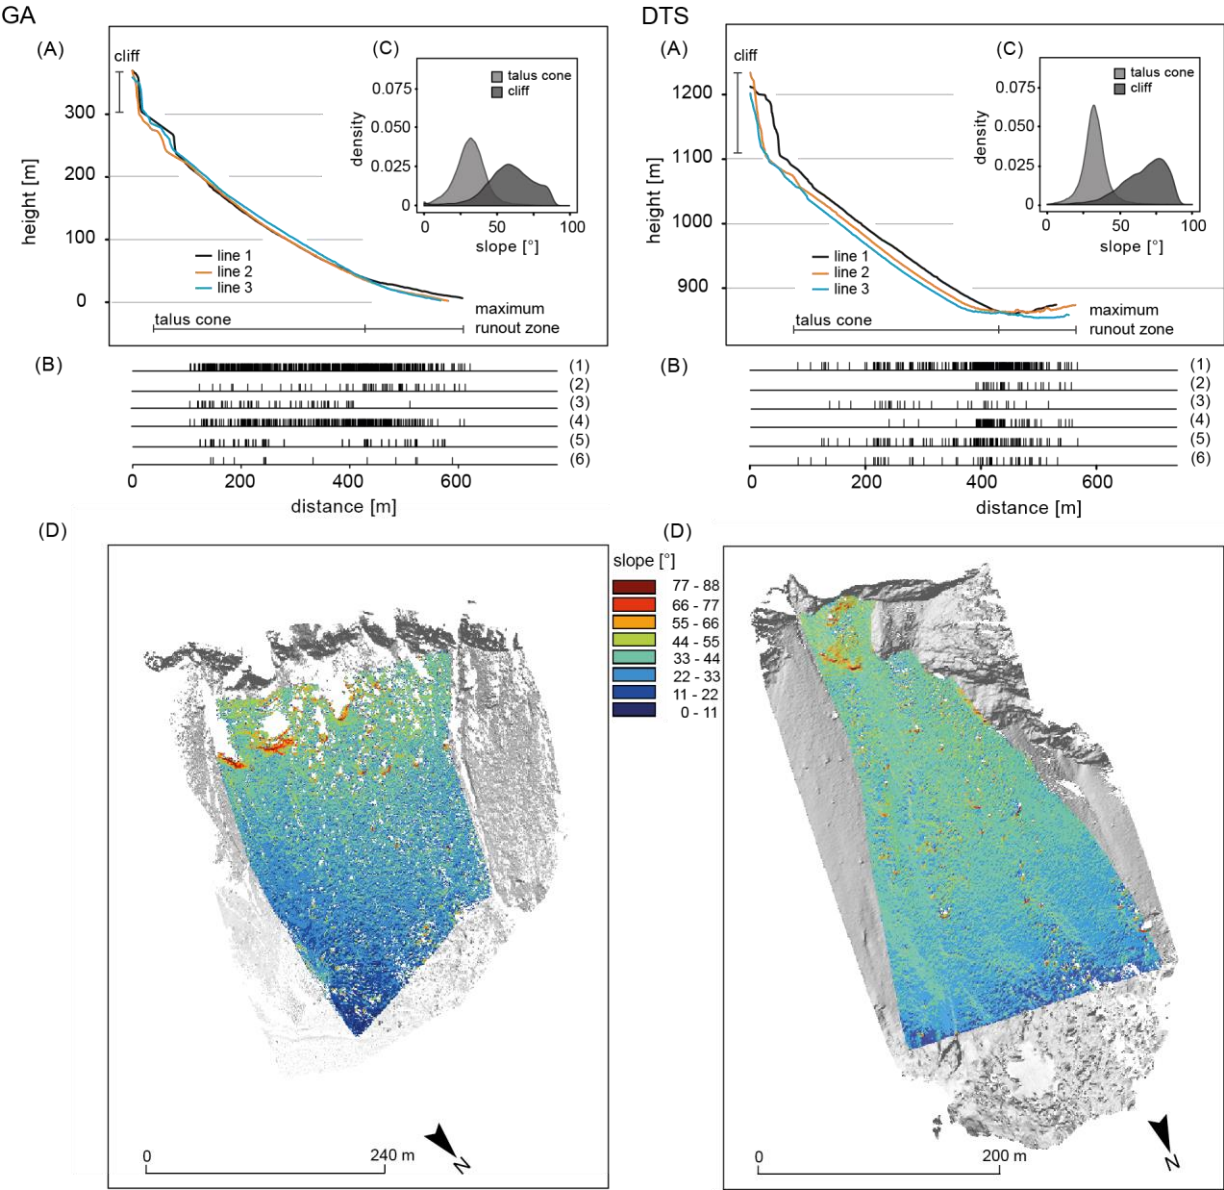 GA
(A)
cliff
(C)
talus cone
cliff
density
0.075
0.050
0.025
0
0
50
100
slope [°]
height [m]
300
200
100
0
line 1
line 2
line 3
talus cone
maximum
runout zone
(B)
(1)
(2)
(3)
(4)
(5)
(6)
0
200
400
600
distance [m]
(D)
0
240 m
N
slope [°]
77 - 88
66 - 77
55 - 66
44 - 55
33 - 44
22 - 33
11 - 22
0 - 11
DTS
(A)
cliff
(C)
talus cone
cliff
density
0.075
0.050
0.025
0
0
50
100
slope [°]
height [m]
1200
1100
1000
900
line 1
line 2
line 3
talus cone
maximum
runout zone
(B)
(1)
(2)
(3)
(4)
(5)
(6)
0
200
400
600
distance [m]
(D)
0
200 m
N